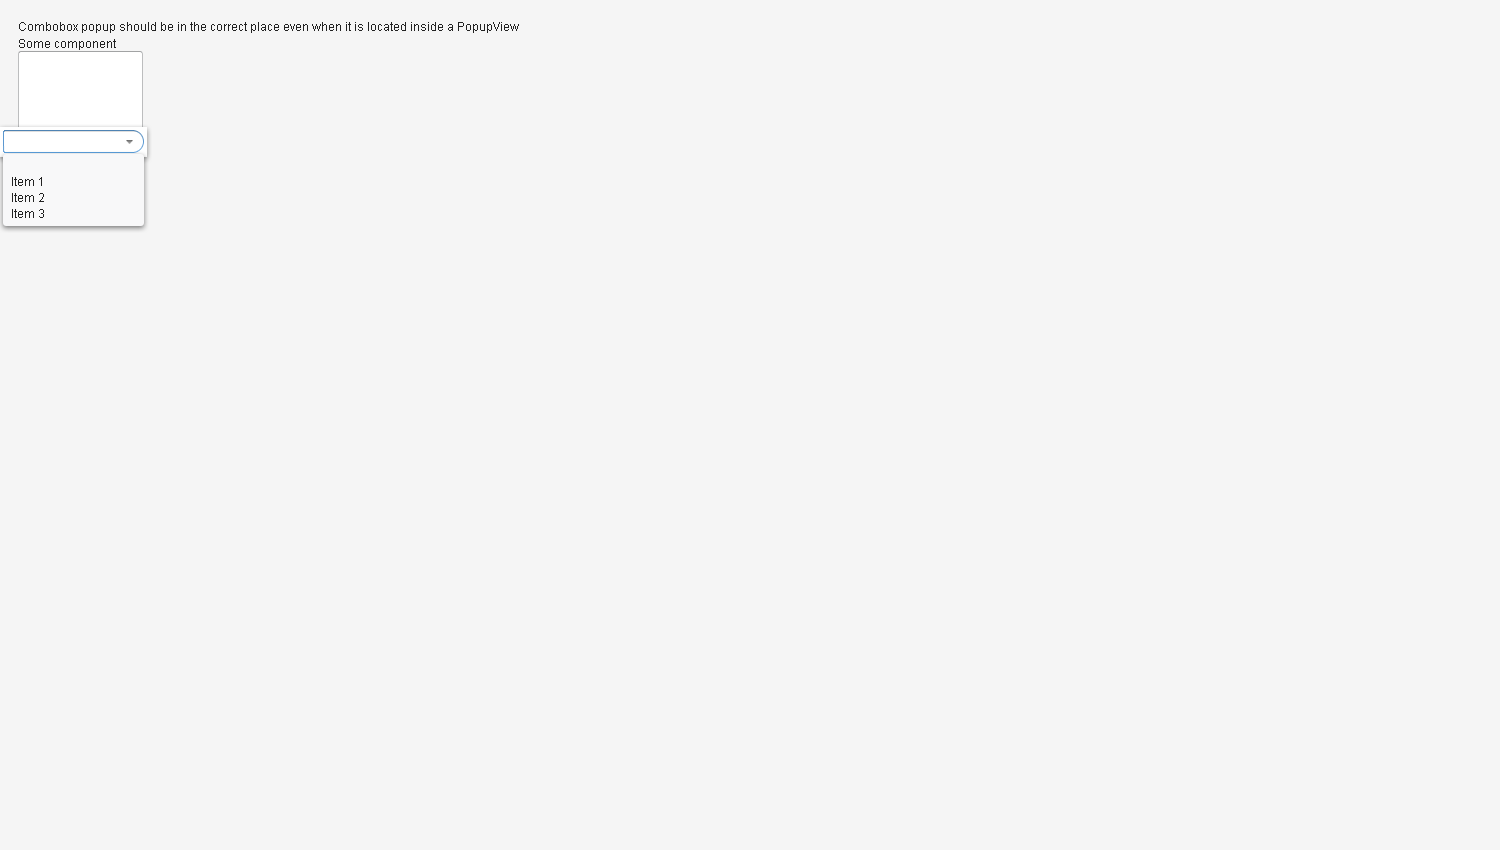 Combobox popup should be in the correct place even when it is located inside a PopupView
Some component
Item 1
Item 2
Item 3